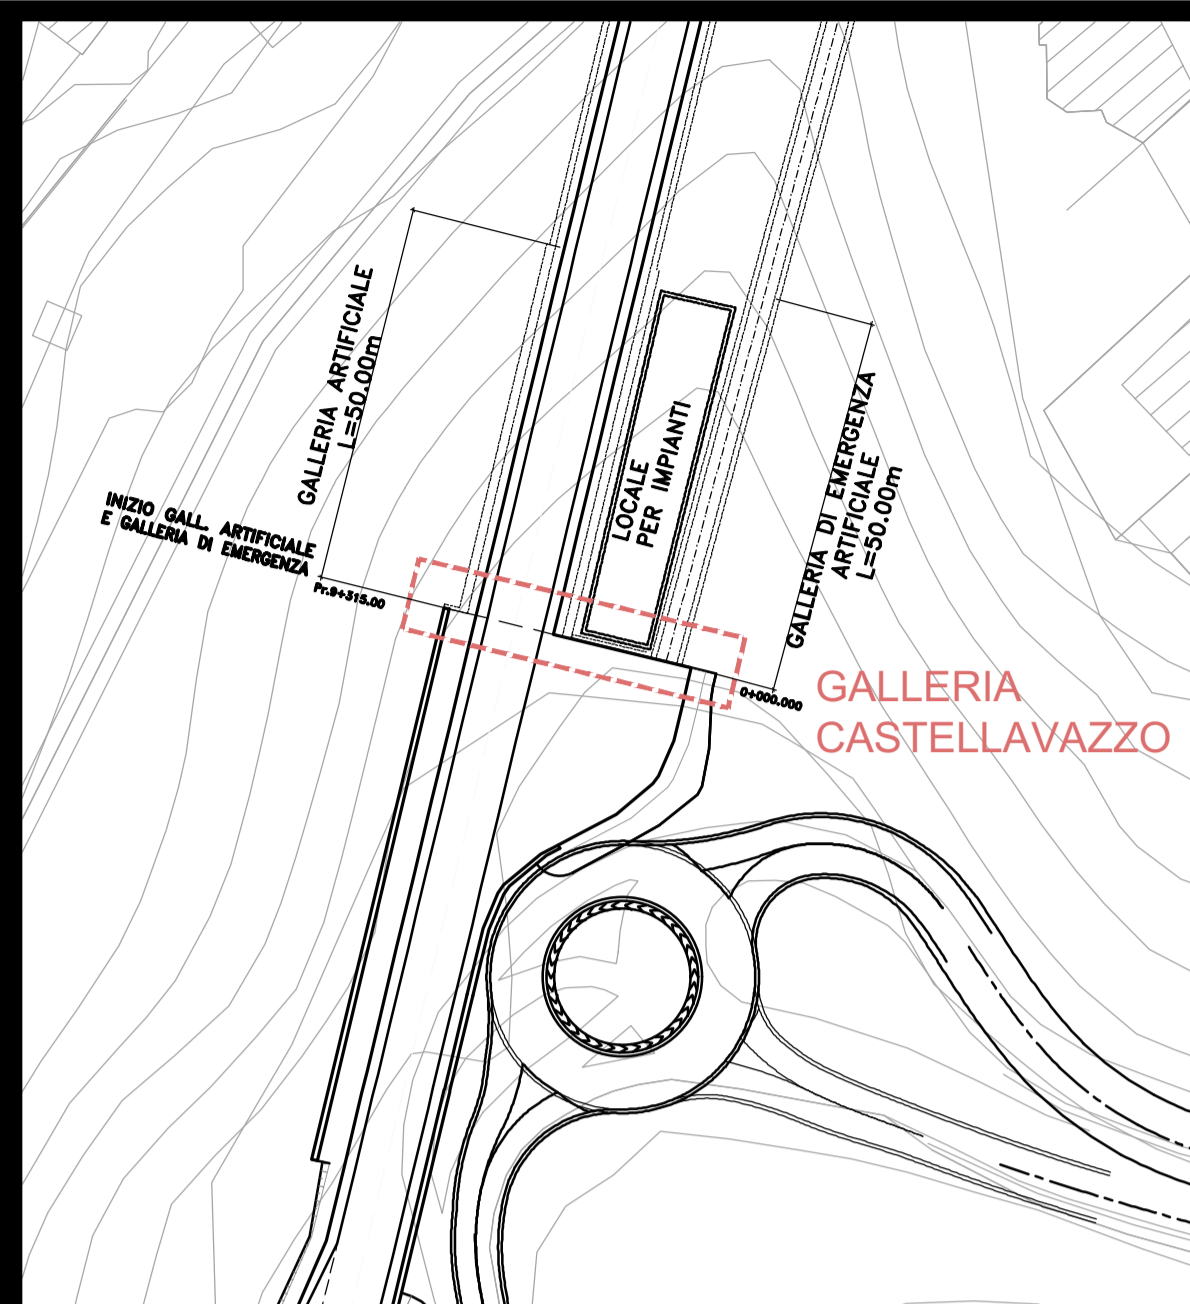 GALLERIA ARTIFICIALE
L=50.00m
INIZIO GALL. ARTIFICIALE
E GALLERIA DI EMERGENZA
Pr.9+315.00
LOCALE
PER IMPIANTI
GALLERIA DI EMERGENZA
ARTIFICIALE
L=50.00m
0+000.000
GALLERIA
CASTELLAVAZZO